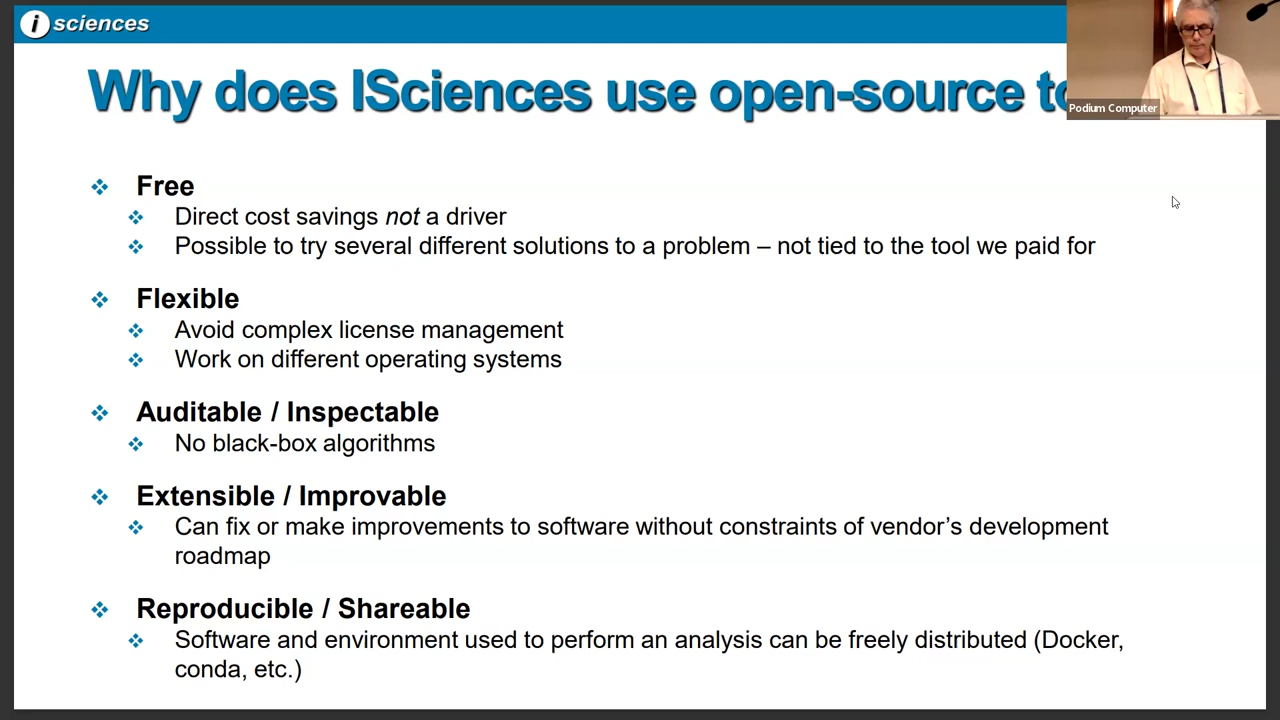 i sciences
Why does ISciences use open-source
Podium Computer
Free
Direct cost savings not a driver
Possible to try several different solutions to a problem – not tied to the tool we paid for
Flexible
Avoid complex license management
Work on different operating systems
Auditable / Inspectable
No black-box algorithms
Extensible / Improvable
Can fix or make improvements to software without constraints of vendor's development
roadmap
Reproducible / Shareable
Software and environment used to perform an analysis can be freely distributed (Docker,
conda, etc.)